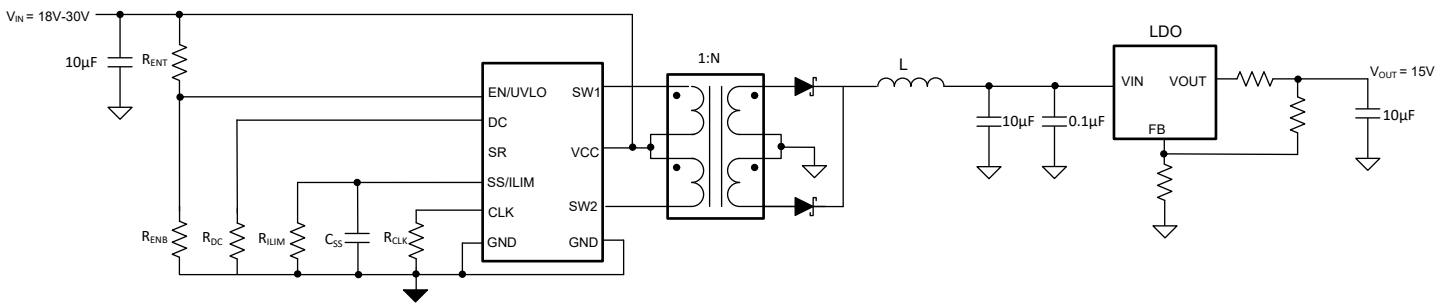 VIN = 18V-30V
10µF
RENT
RENB
RDC
RILIM
CSS
RCLK
EN/UVLO
DC
SR
SS/ILIM
CLK
GND
SW1
VCC
SW2
GND
1:N
L
10µF
0.1µF
LDO
VIN
VOUT
FB
VOUT = 15V
10µF